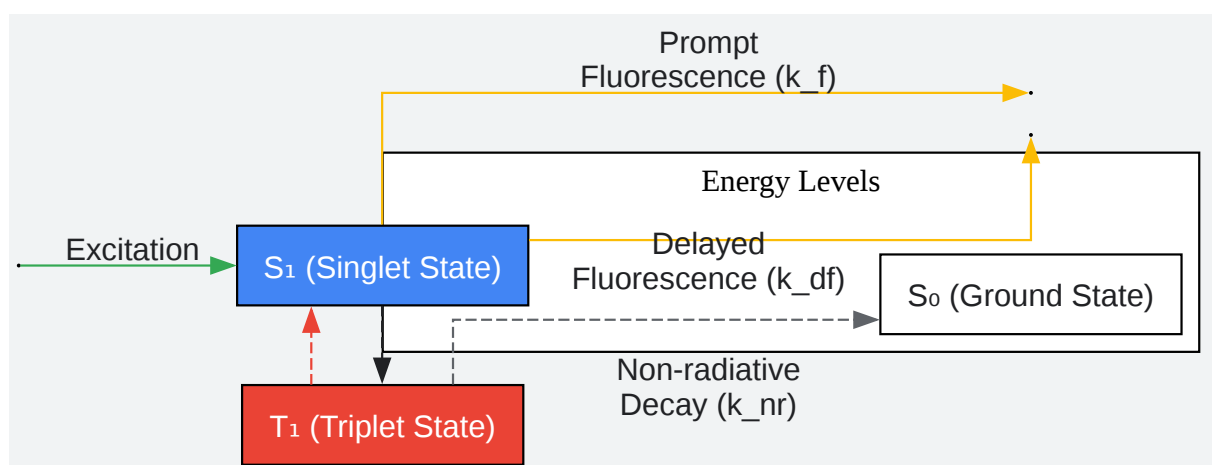 Prompt
Fluorescence (k_f)
Energy Levels
Excitation
S₁ (Singlet State)
Delayed
Fluorescence (k_df)
S₀ (Ground State)
Non-radiative
Decay (k_nr)
T₁ (Triplet State)